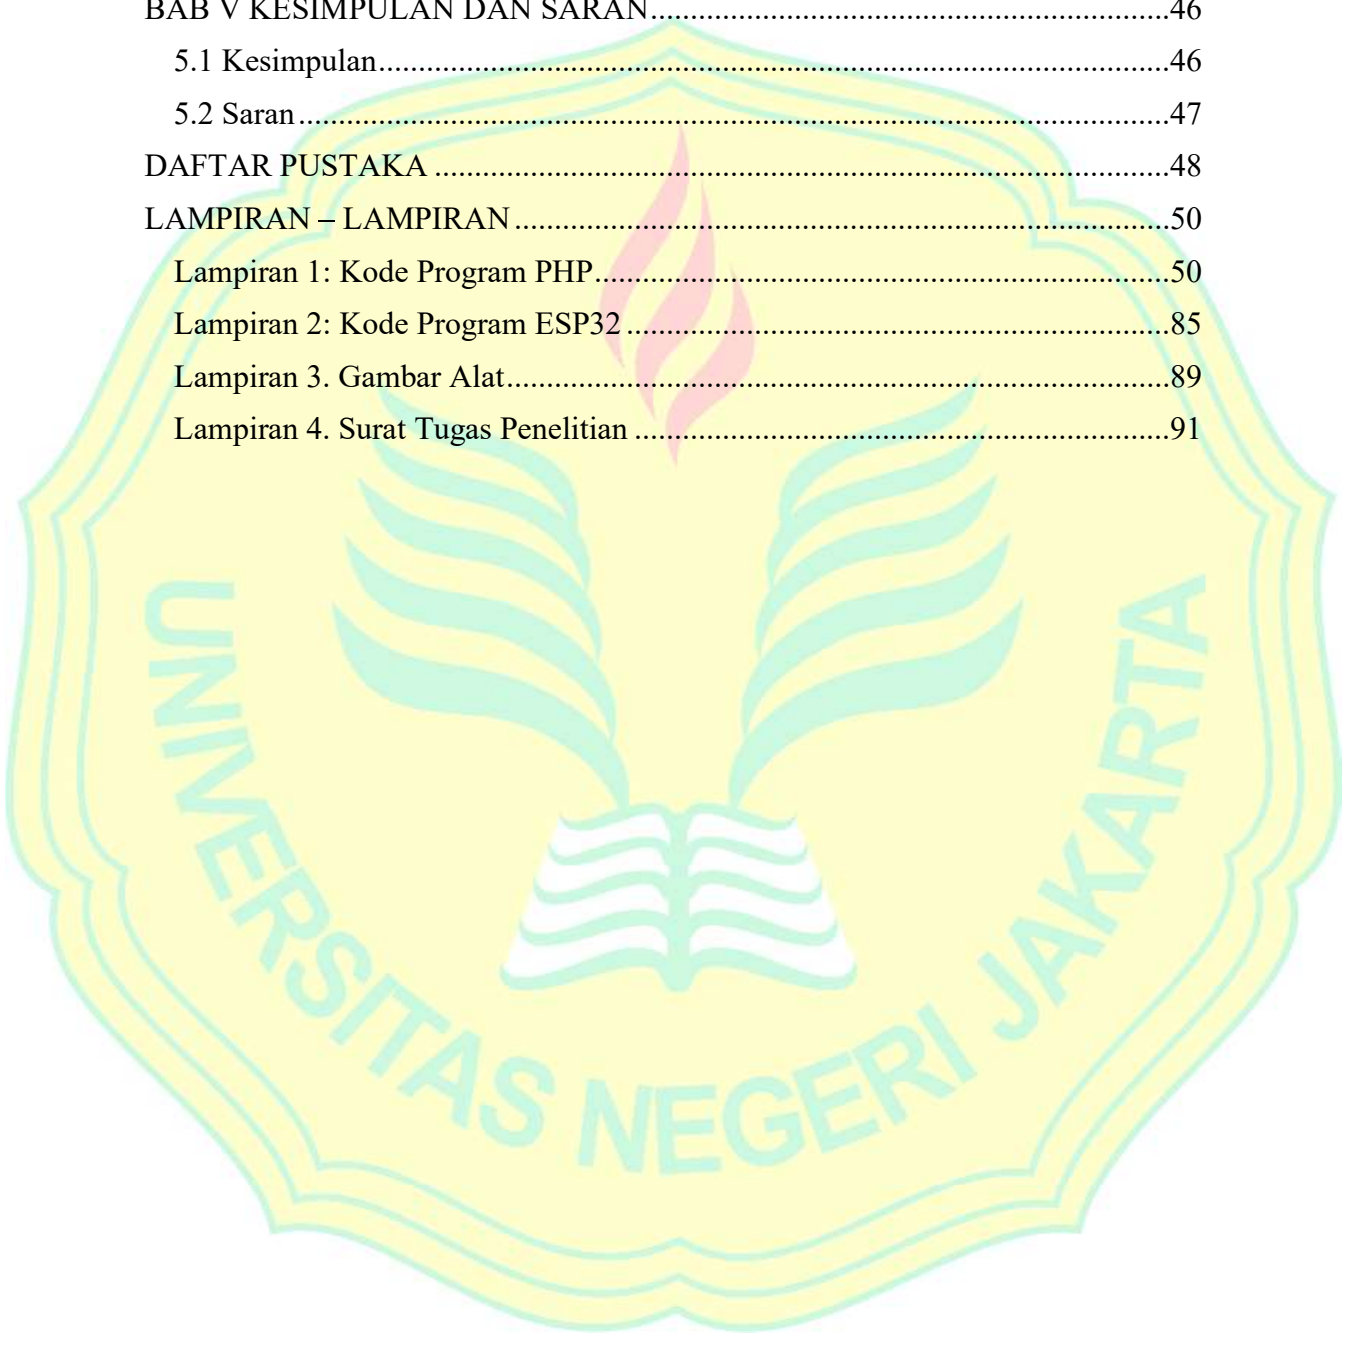 BAB V KESIMPULAN DAN SARAN.......................................................................46
5.1 Kesimpulan..............................................................................................46
5.2 Saran........................................................................................................47
DAFTAR PUSTAKA..........................................................................................48
LAMPIRAN – LAMPIRAN.................................................................................50
Lampiran 1: Kode Program PHP.....................................................................50
Lampiran 2: Kode Program ESP32..................................................................85
Lampiran 3. Gambar Alat.................................................................................89
Lampiran 4. Surat Tugas Penelitian..................................................................91
UNIVERSITAS NEGERI JAKARTA